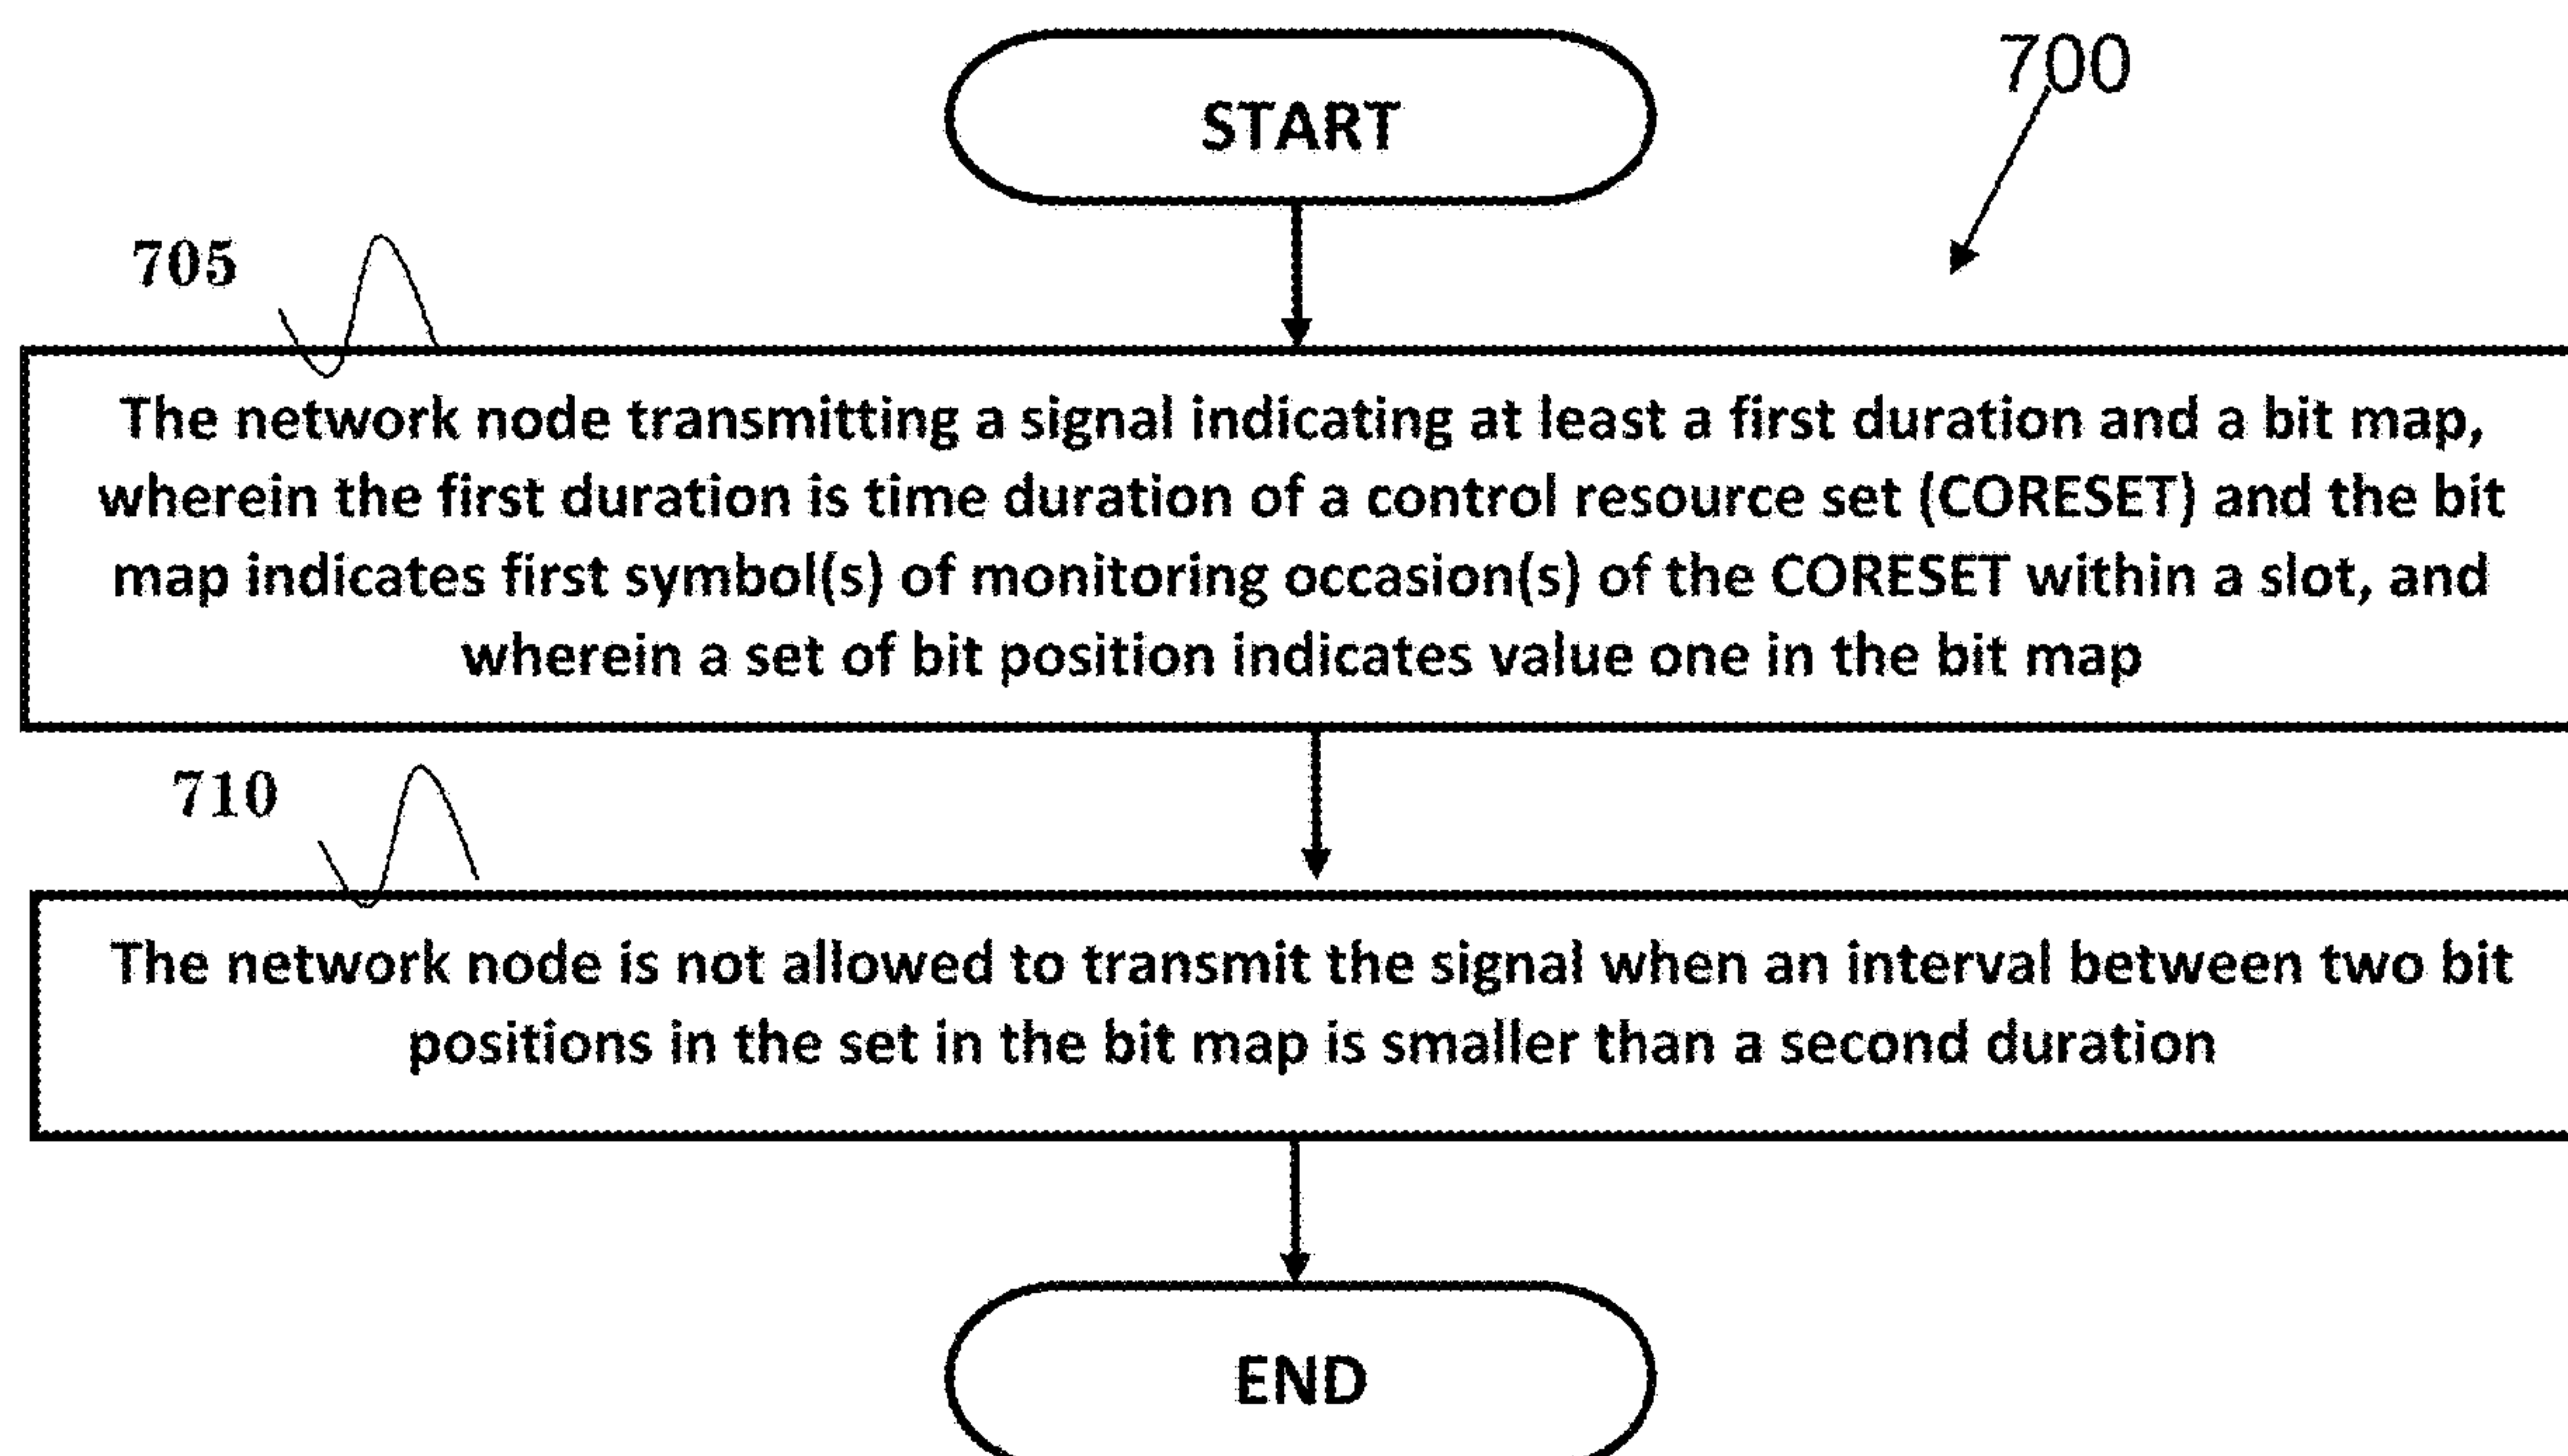 START
700
705
The network node transmitting a signal indicating at least a first duration and a bit map,
wherein the first duration is time duration of a control resource set (CORESET) and the bit
map indicates first symbol(s) of monitoring occasion(s) of the CORESET within a slot, and
wherein a set of bit position indicates value one in the bit map
710
The network node is not allowed to transmit the signal when an interval between two bit
positions in the set in the bit map is smaller than a second duration
END